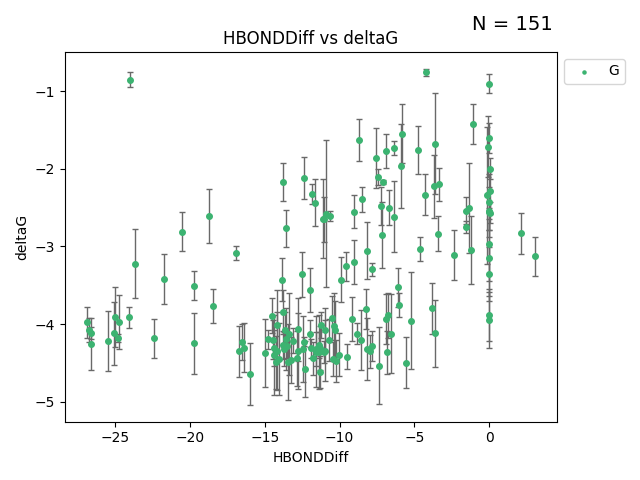 N = 151
HBONDDiff vs deltaG
G
−1
−2
−3
−4
−5
deltaG
−25
−20
−15
−10
−5
0
HBONDDiff